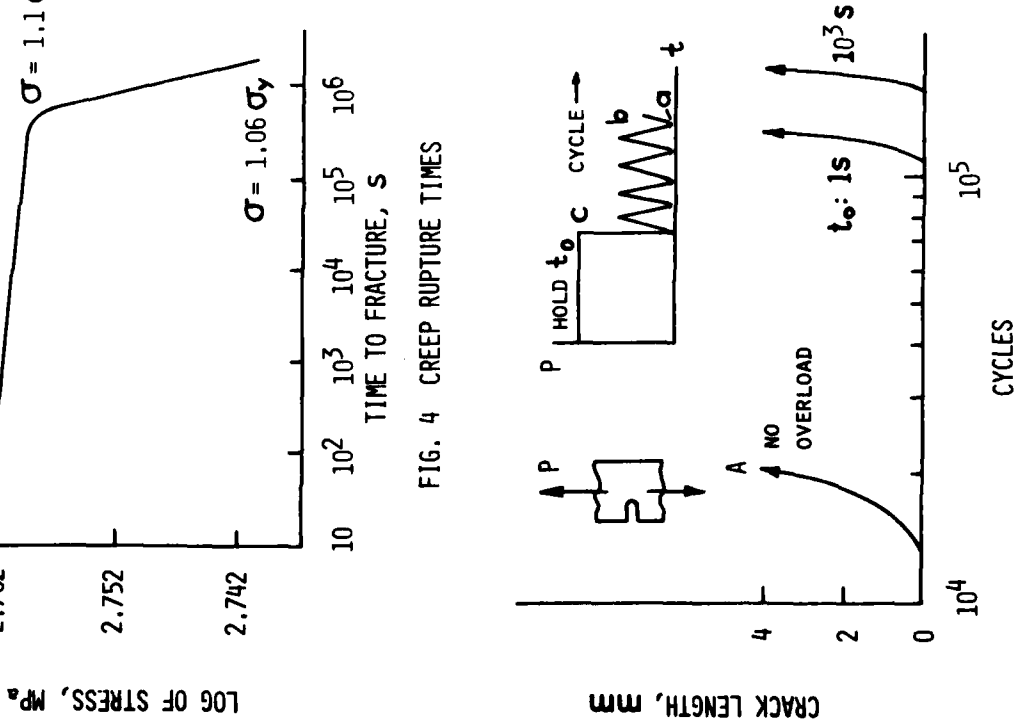 σ = 1.1
2.752
2.742
LOG OF STRESS, MPa
σ = 1.06 σy
10
10²
10³
10⁴
10⁵
10⁶
TIME TO FRACTURE, s
FIG. 4 CREEP RUPTURE TIMES
P
P
HOLD t₀
C
CYCLE →
b
a
t
A
NO
OVERLOAD
t₀: 1s
10³ s
4
2
0
CRACK LENGTH, mm
10⁴
10⁵
CYCLES